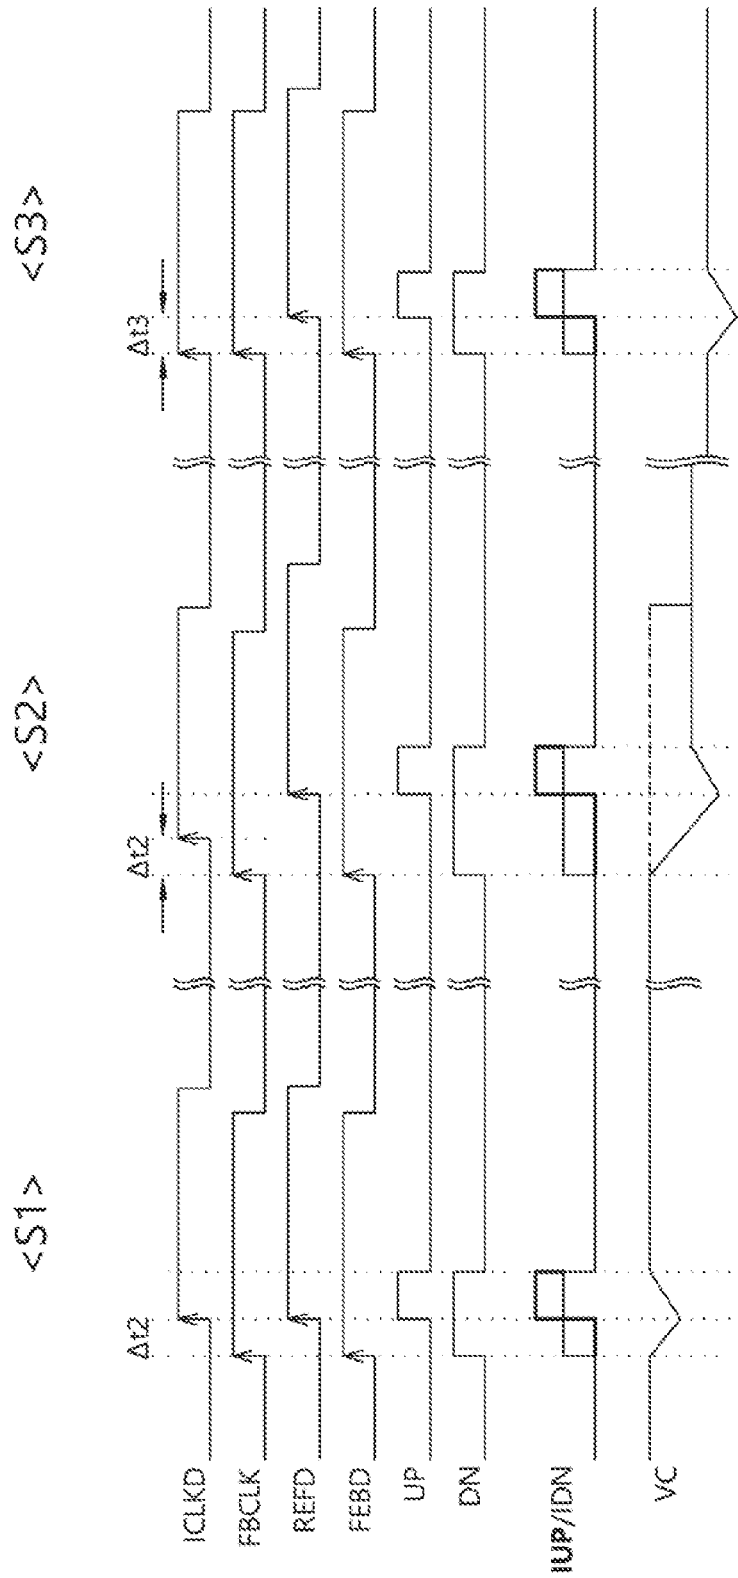 <S1>
<S2>
<S3>
Δt2
Δt2
Δt3
ICLKD
FBCLK
REFD
FEBD
UP
DN
IUP/IDN
VC